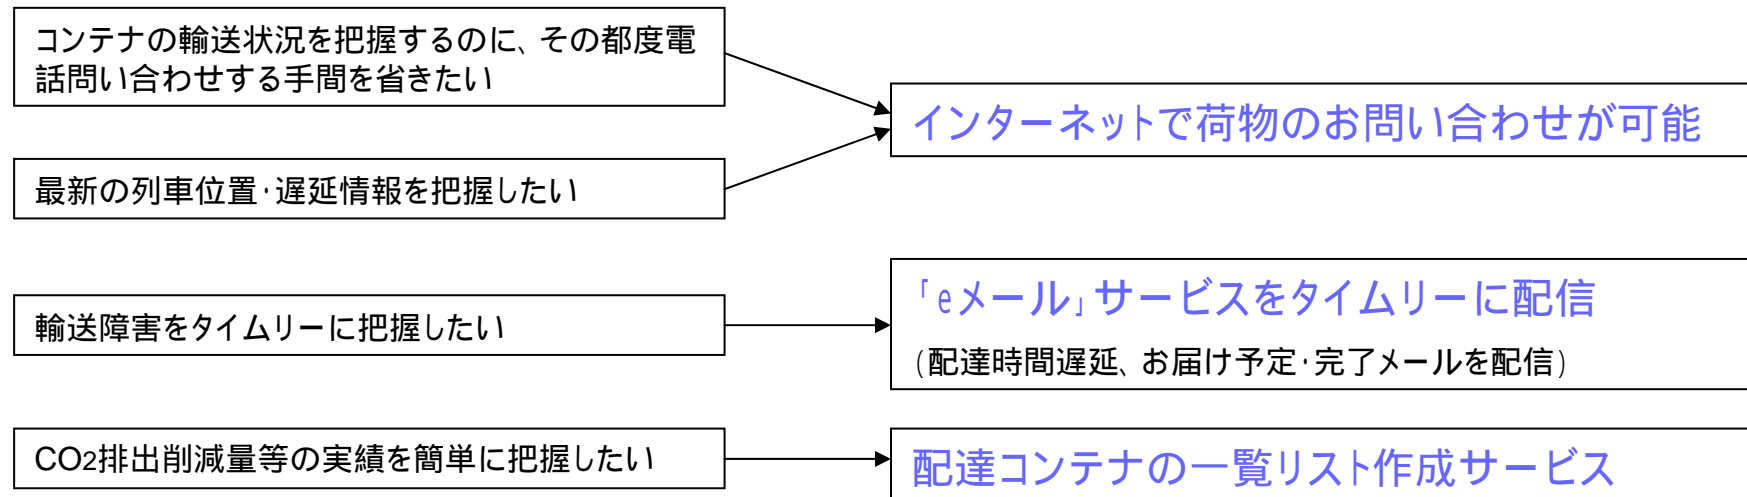 コンテナの輸送状況を把握するのに、その都度電
話問い合わせする手間を省きたい
インターネットで荷物のお問い合わせが可能
最新の列車位置・遅延情報を把握したい
輸送障害をタイムリーに把握したい
「eメール」サービスをタイムリーに配信
(配達時間遅延、お届け予定・完了メールを配信)
CO2排出削減量等の実績を簡単に把握したい
配達コンテナの一覧リスト作成サービス